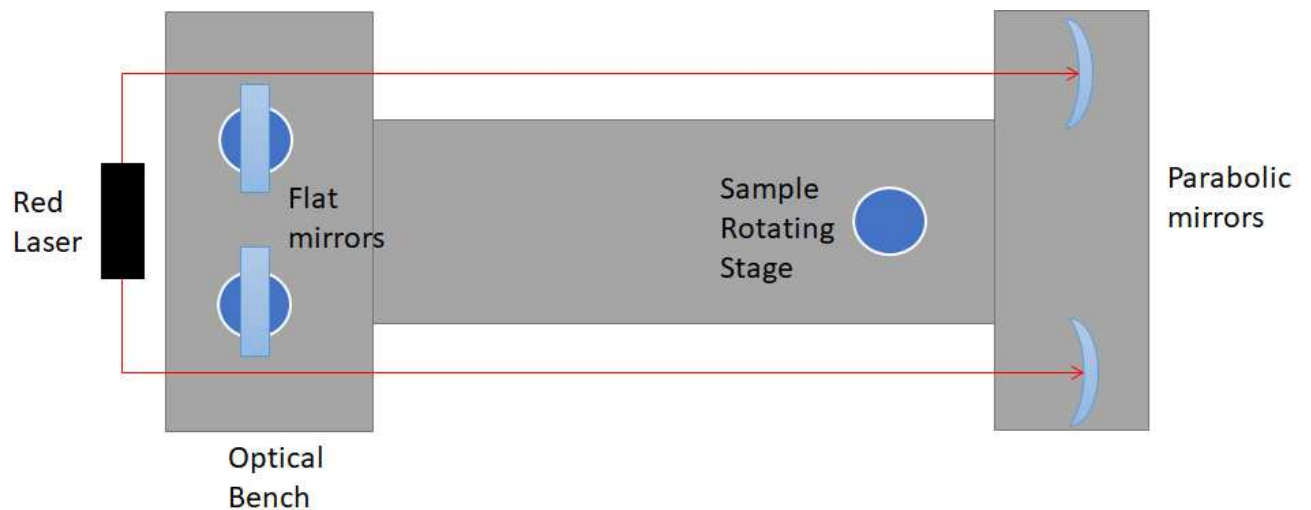 Red
Laser
Flat
mirrors
Sample
Rotating
Stage
Parabolic
mirrors
Optical
Bench